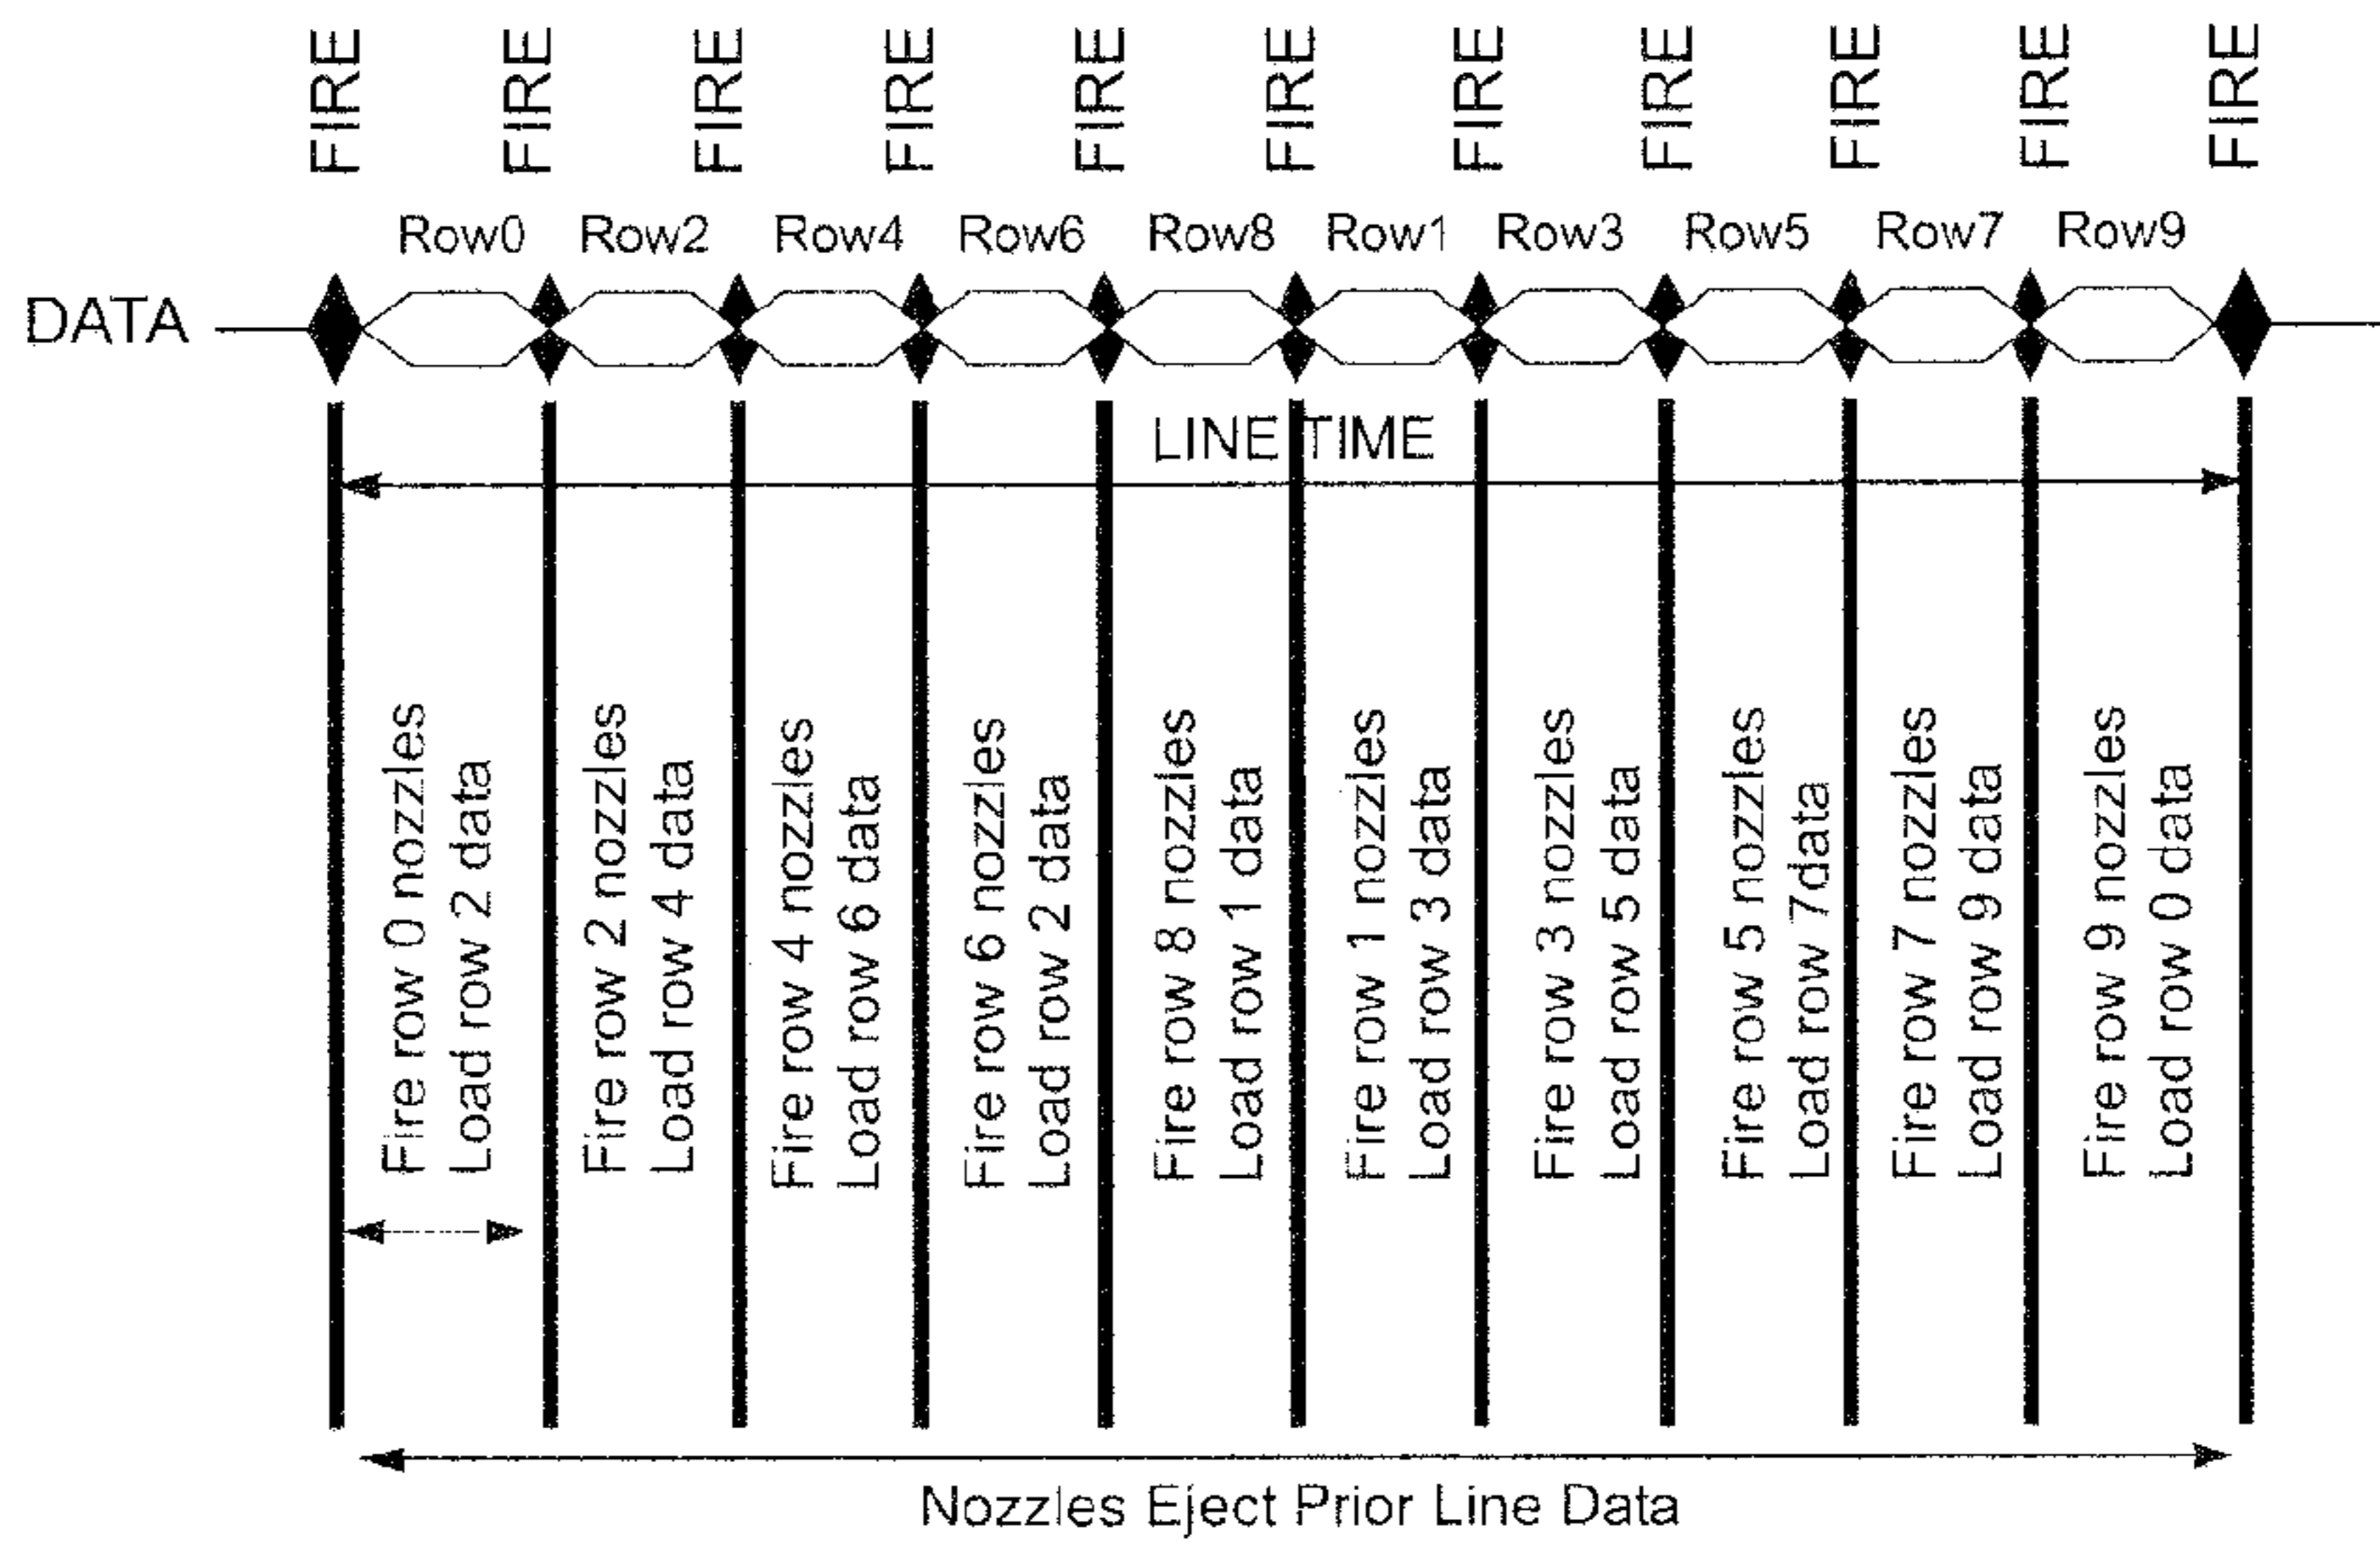 FIRE FIRE FIRE FIRE FIRE FIRE FIRE FIRE FIRE FIRE FIRE
Row0 Row2 Row4 Row6 Row8 Row1 Row3 Row5 Row7 Row9
DATA
LINE TIME
Fire row 0 nozzles
Load row 2 data
Fire row 2 nozzles
Load row 4 data
Fire row 4 nozzles
Load row 6 data
Fire row 6 nozzles
Load row 2 data
Fire row 8 nozzles
Load row 1 data
Fire row 1 nozzles
Load row 3 data
Fire row 3 nozzles
Load row 5 data
Fire row 5 nozzles
Load row 7data
Fire row 7 nozzles
Load row 9 data
Fire row 9 nozzles
Load row 0 data
Nozzles Eject Prior Line Data